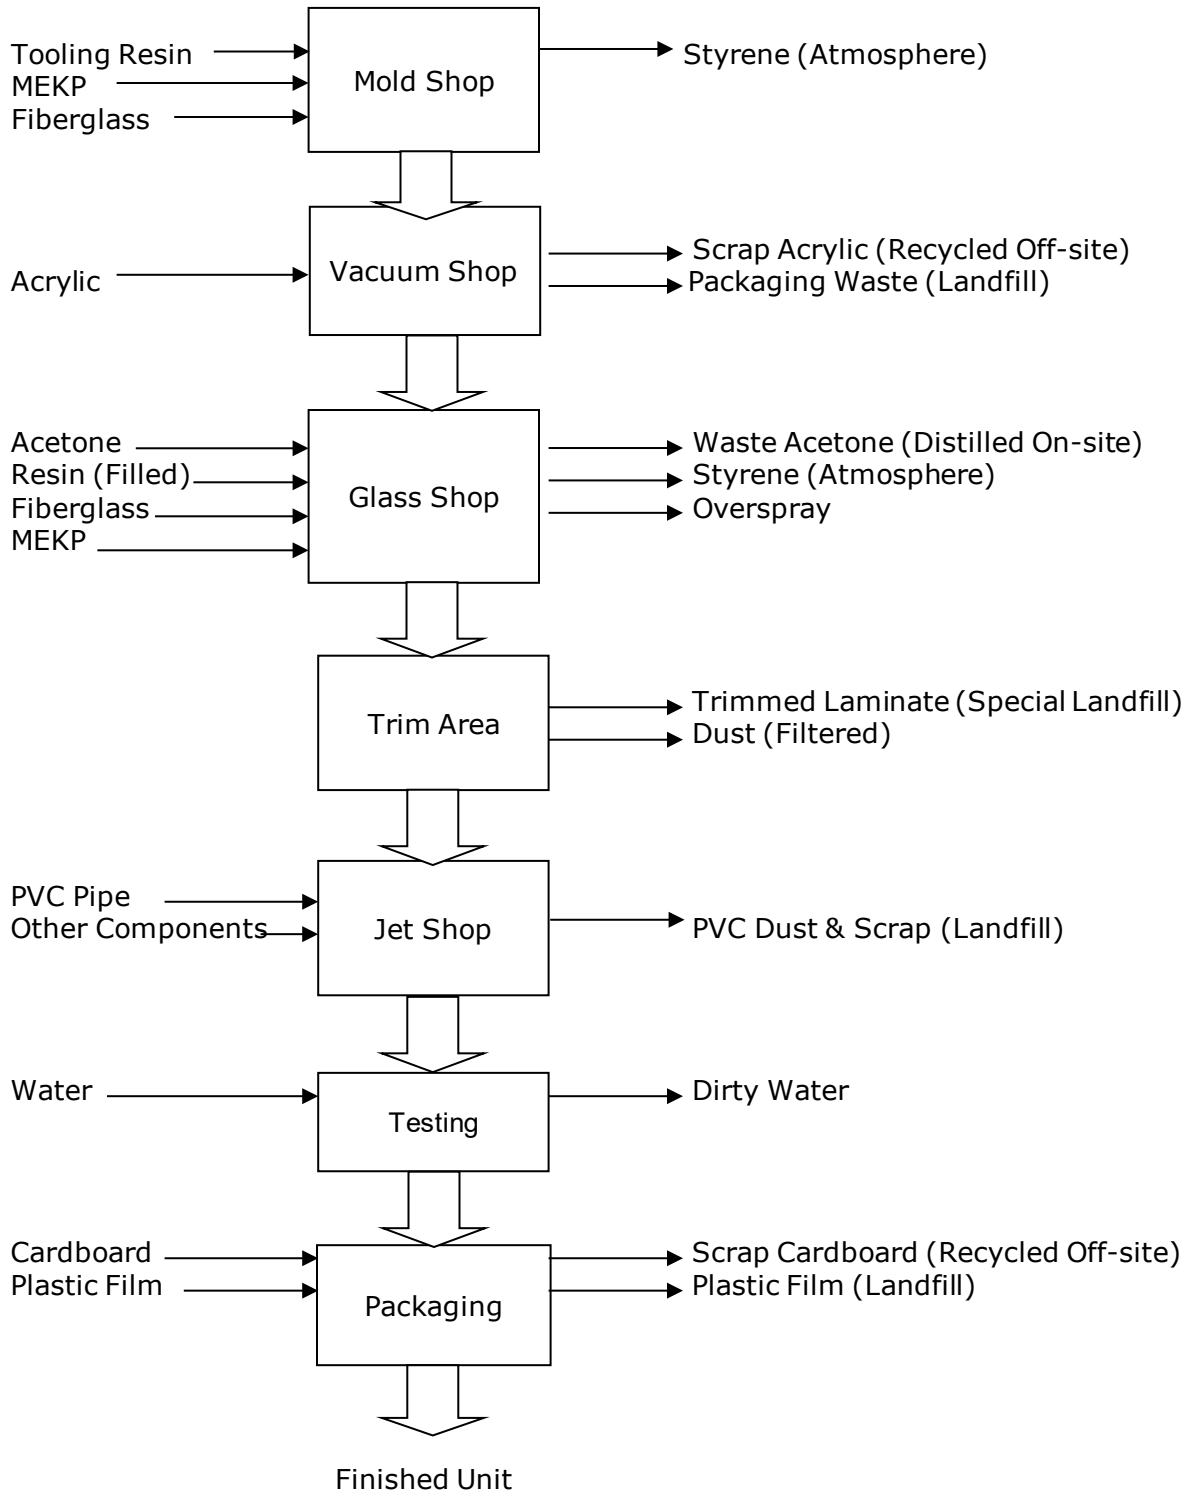 Tooling Resin
MEKP
Fiberglass
Mold Shop
Styrene (Atmosphere)
Acrylic
Vacuum Shop
Scrap Acrylic (Recycled Off-site)
Packaging Waste (Landfill)
Acetone
Resin (Filled)
Fiberglass
MEKP
Glass Shop
Waste Acetone (Distilled On-site)
Styrene (Atmosphere)
Overspray
Trim Area
Trimmed Laminate (Special Landfill)
Dust (Filtered)
PVC Pipe
Other Components
Jet Shop
PVC Dust & Scrap (Landfill)
Water
Testing
Dirty Water
Cardboard
Plastic Film
Packaging
Scrap Cardboard (Recycled Off-site)
Plastic Film (Landfill)
Finished Unit